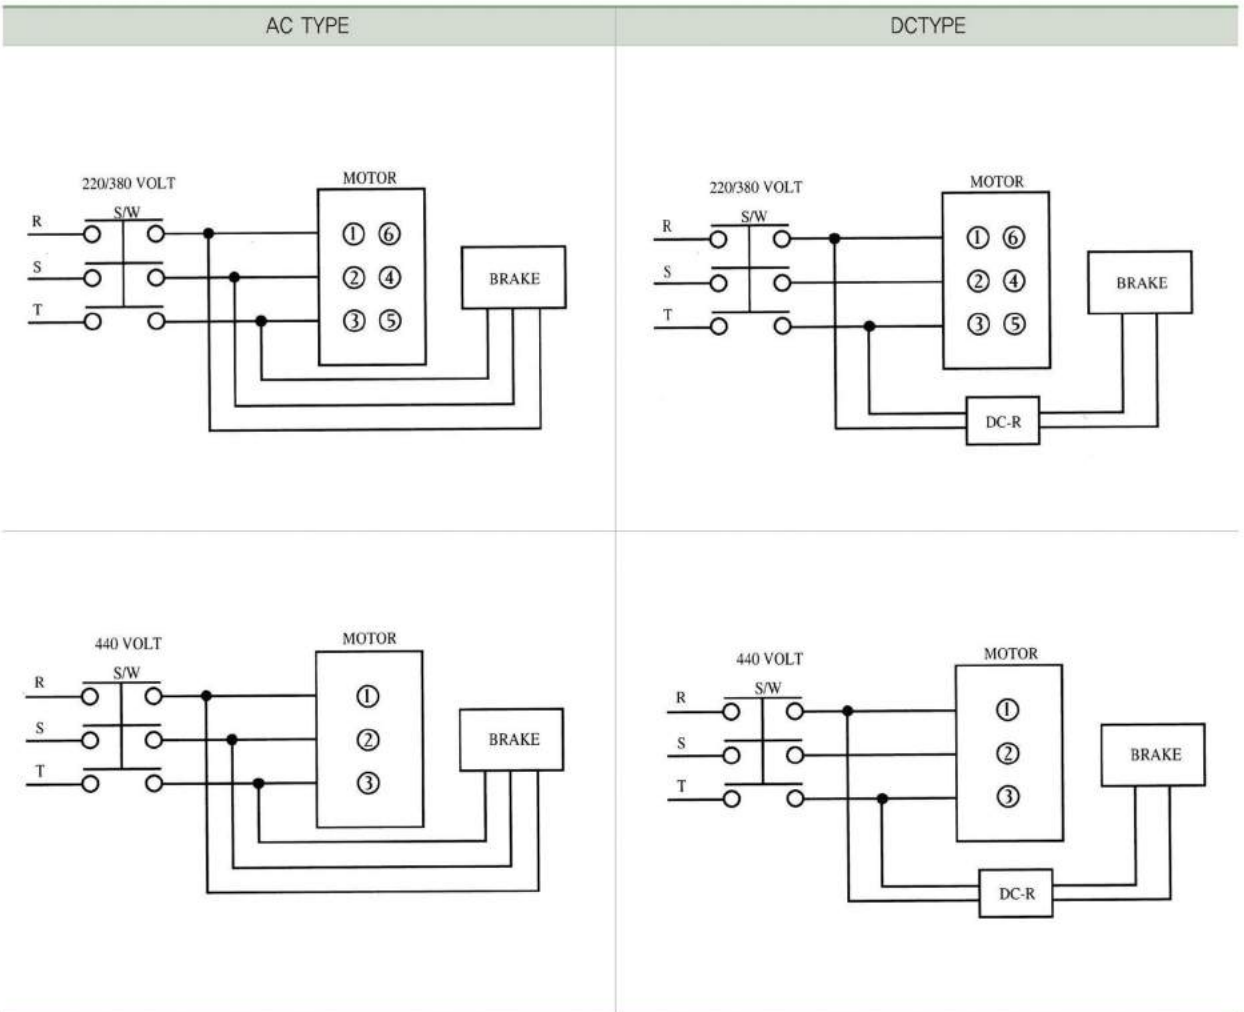 AC TYPE
DCTYPE
220/380 VOLT
MOTOR
S/W
R
① ⑥
S
② ④
BRAKE
T
③ ⑤
220/380 VOLT
MOTOR
S/W
R
① ⑥
S
② ④
BRAKE
T
③ ⑤
DC-R
440 VOLT
MOTOR
S/W
R
①
S
②
BRAKE
T
③
440 VOLT
MOTOR
S/W
R
①
S
②
BRAKE
T
③
DC-R